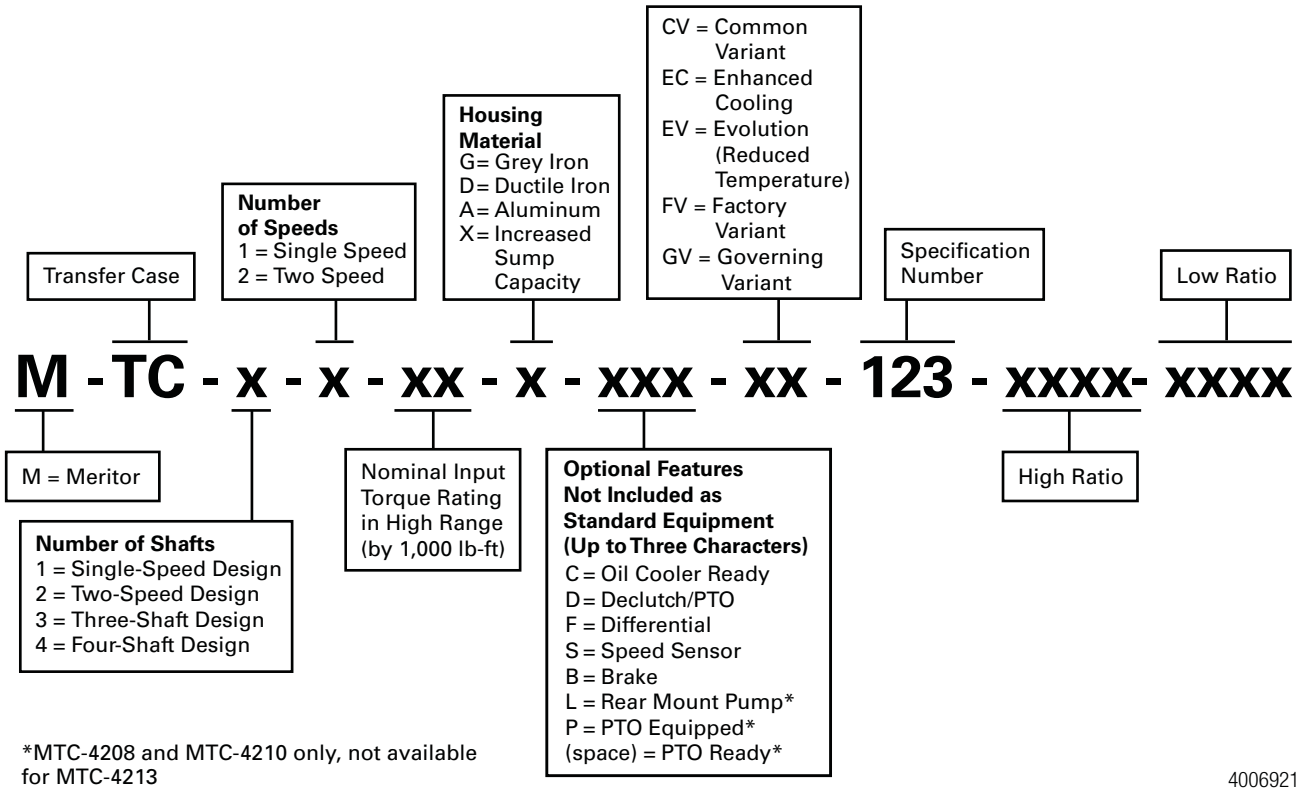 CV = Common
Variant
EC = Enhanced
Cooling
EV = Evolution
(Reduced
Temperature)
FV = Factory
Variant
GV = Governing
Variant
Housing
Material
G= Grey Iron
D= Ductile Iron
A= Aluminum
X= Increased
Sump
Capacity
Number
of Speeds
1 = Single Speed
2 = Two Speed
Transfer Case
Specification
Number
Low Ratio
M - TC - x - x - xx - x - xxx - xx - 123 - xxxx- xxxx
M = Meritor
Number of Shafts
1 = Single-Speed Design
2 = Two-Speed Design
3 = Three-Shaft Design
4 = Four-Shaft Design
Nominal Input
Torque Rating
in High Range
(by 1,000 lb-ft)
Optional Features
Not Included as
Standard Equipment
(Up to Three Characters)
C = Oil Cooler Ready
D = Declutch/PTO
F = Differential
S = Speed Sensor
B = Brake
L = Rear Mount Pump*
P = PTO Equipped*
(space) = PTO Ready*
High Ratio
*MTC-4208 and MTC-4210 only, not available
for MTC-4213
4006921